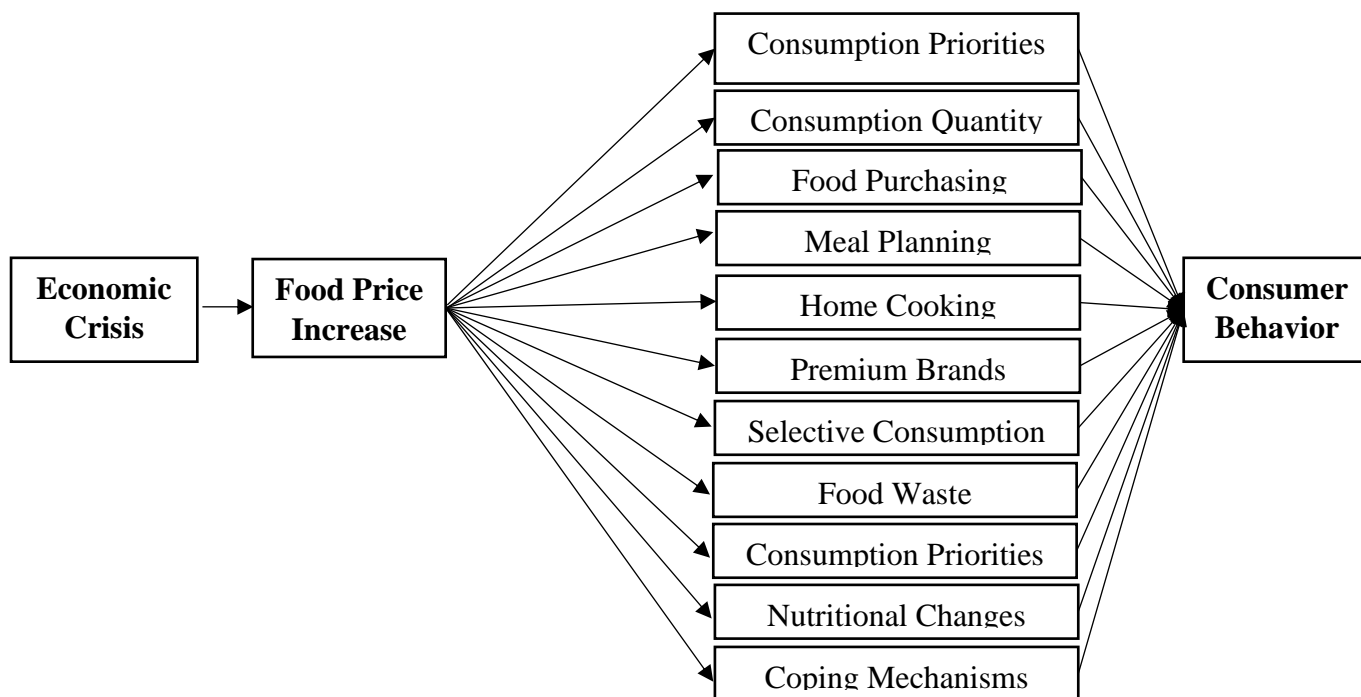 Consumption Priorities
Consumption Quantity
Food Purchasing
Meal Planning
Home Cooking
Premium Brands
Selective Consumption
Food Waste
Consumption Priorities
Nutritional Changes
Coping Mechanisms
Economic
Crisis
Food Price
Increase
Consumer
Behavior